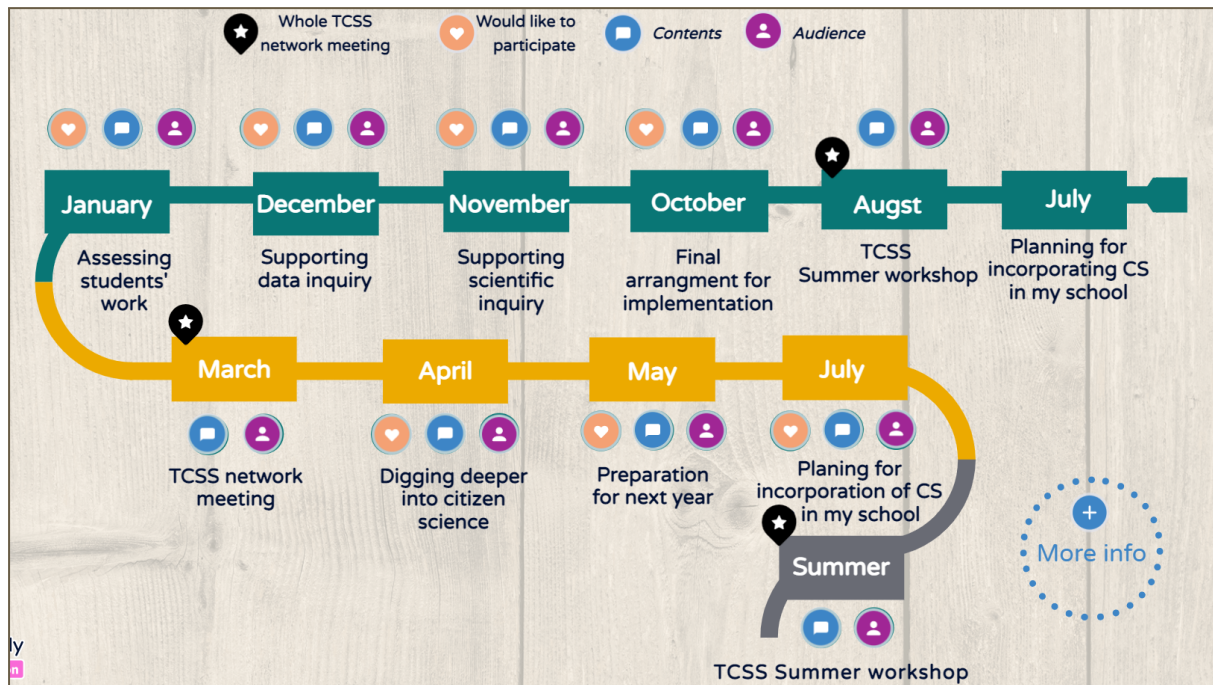 Whole TCSS
network meeting
Would like to
participate
Contents
Audience
January
December
November
October
Augst
July
Assessing
students'
work
Supporting
data inquiry
Supporting
scientific
inquiry
Final
arrangment for
implementation
TCSS
Summer workshop
Planning for
incorporating CS
in my school
March
April
May
July
TCSS network
meeting
Digging deeper
into citizen
science
Preparation
for next year
Planing for
incorporation of CS
in my school
Summer
More info
TCSS Summer workshop
ly
on